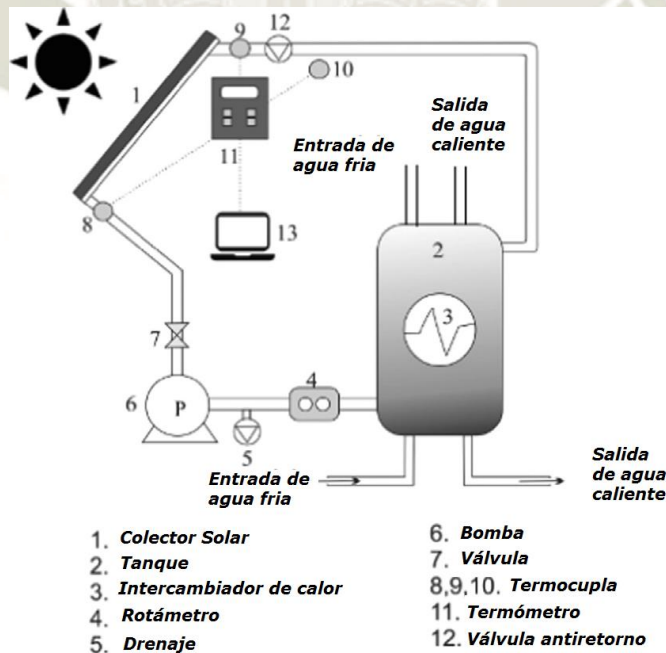 9
12
10
1
Salida
de agua
caliente
Entrada de
agua fria
11
2
8
13
3
7
4
6
P
5
Entrada de
agua fria
Salida
de agua
caliente
1. Colector Solar
2. Tanque
3. Intercambiador de calor
4. Rotámetro
5. Drenaje
6. Bomba
7. Válvula
8,9,10. Termocupla
11. Termómetro
12. Válvula antiretorno